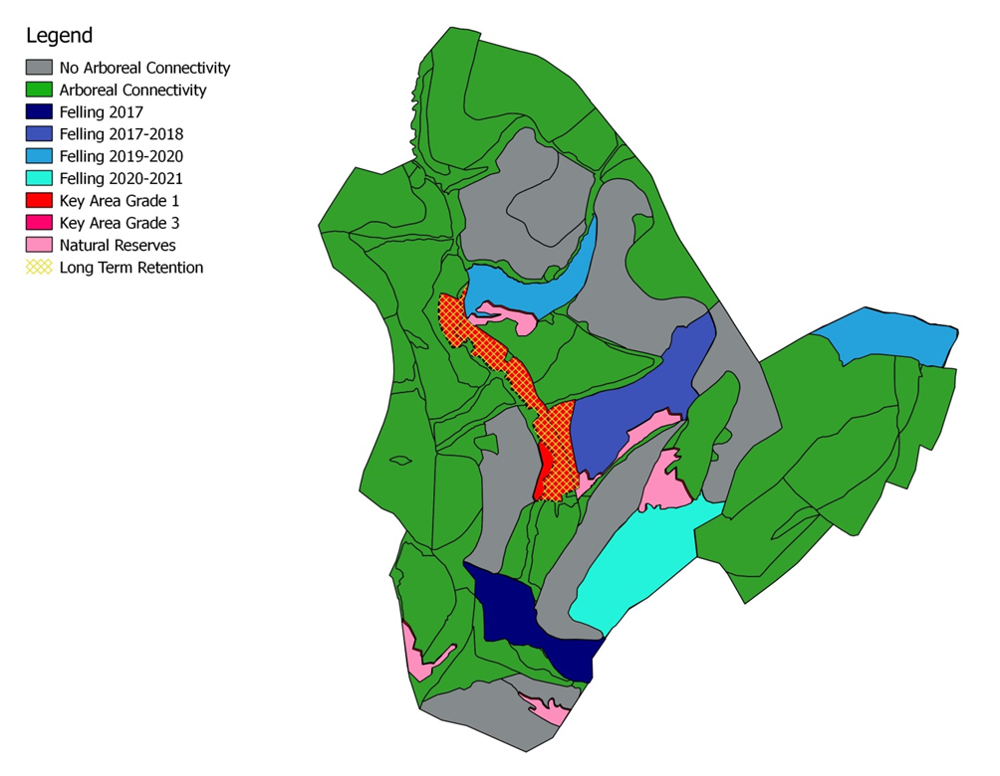 Legend
No Arboreal Connectivity
Arboreal Connectivity
Felling 2017
Felling 2017-2018
Felling 2019-2020
Felling 2020-2021
Key Area Grade 1
Key Area Grade 3
Natural Reserves
Long Term Retention